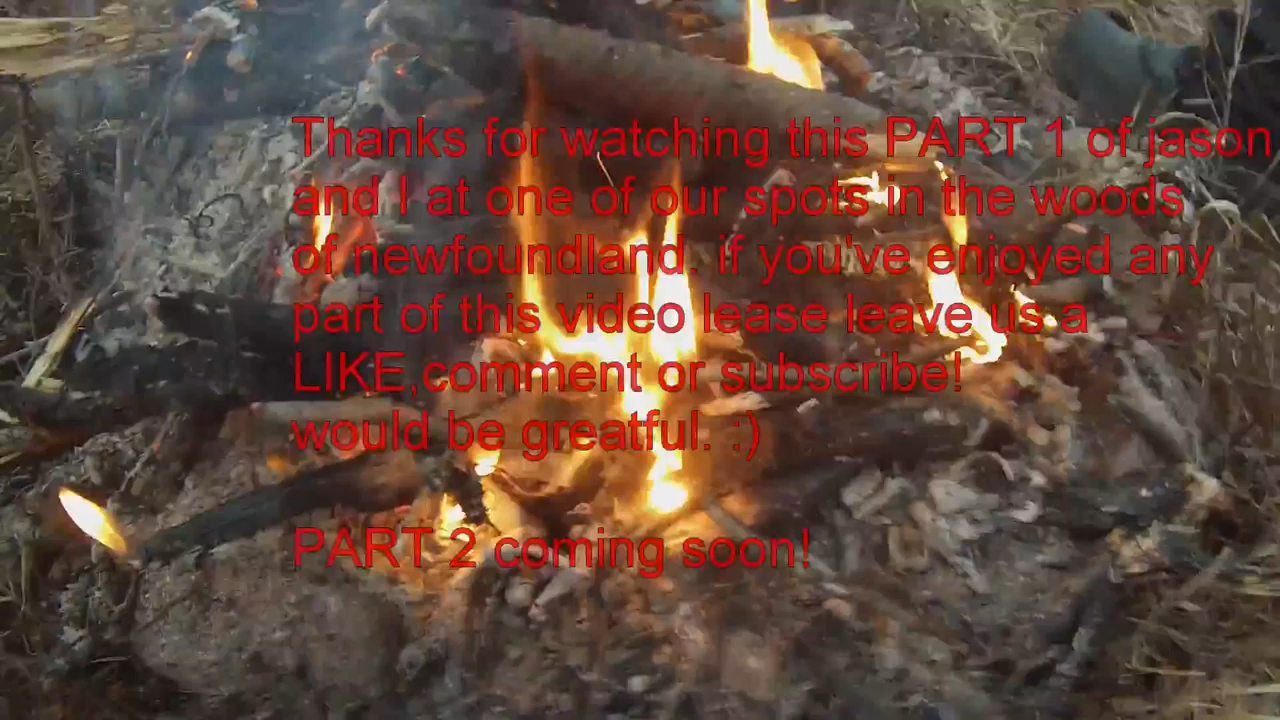 Thanks for watching this PART 1 of jason
and I at one of our spots in the woods
of newfoundland. if you've enjoyed any
part of this video lease leave us a
LIKE,comment or subscribe!
would be greatful. :)
PART 2 coming soon!